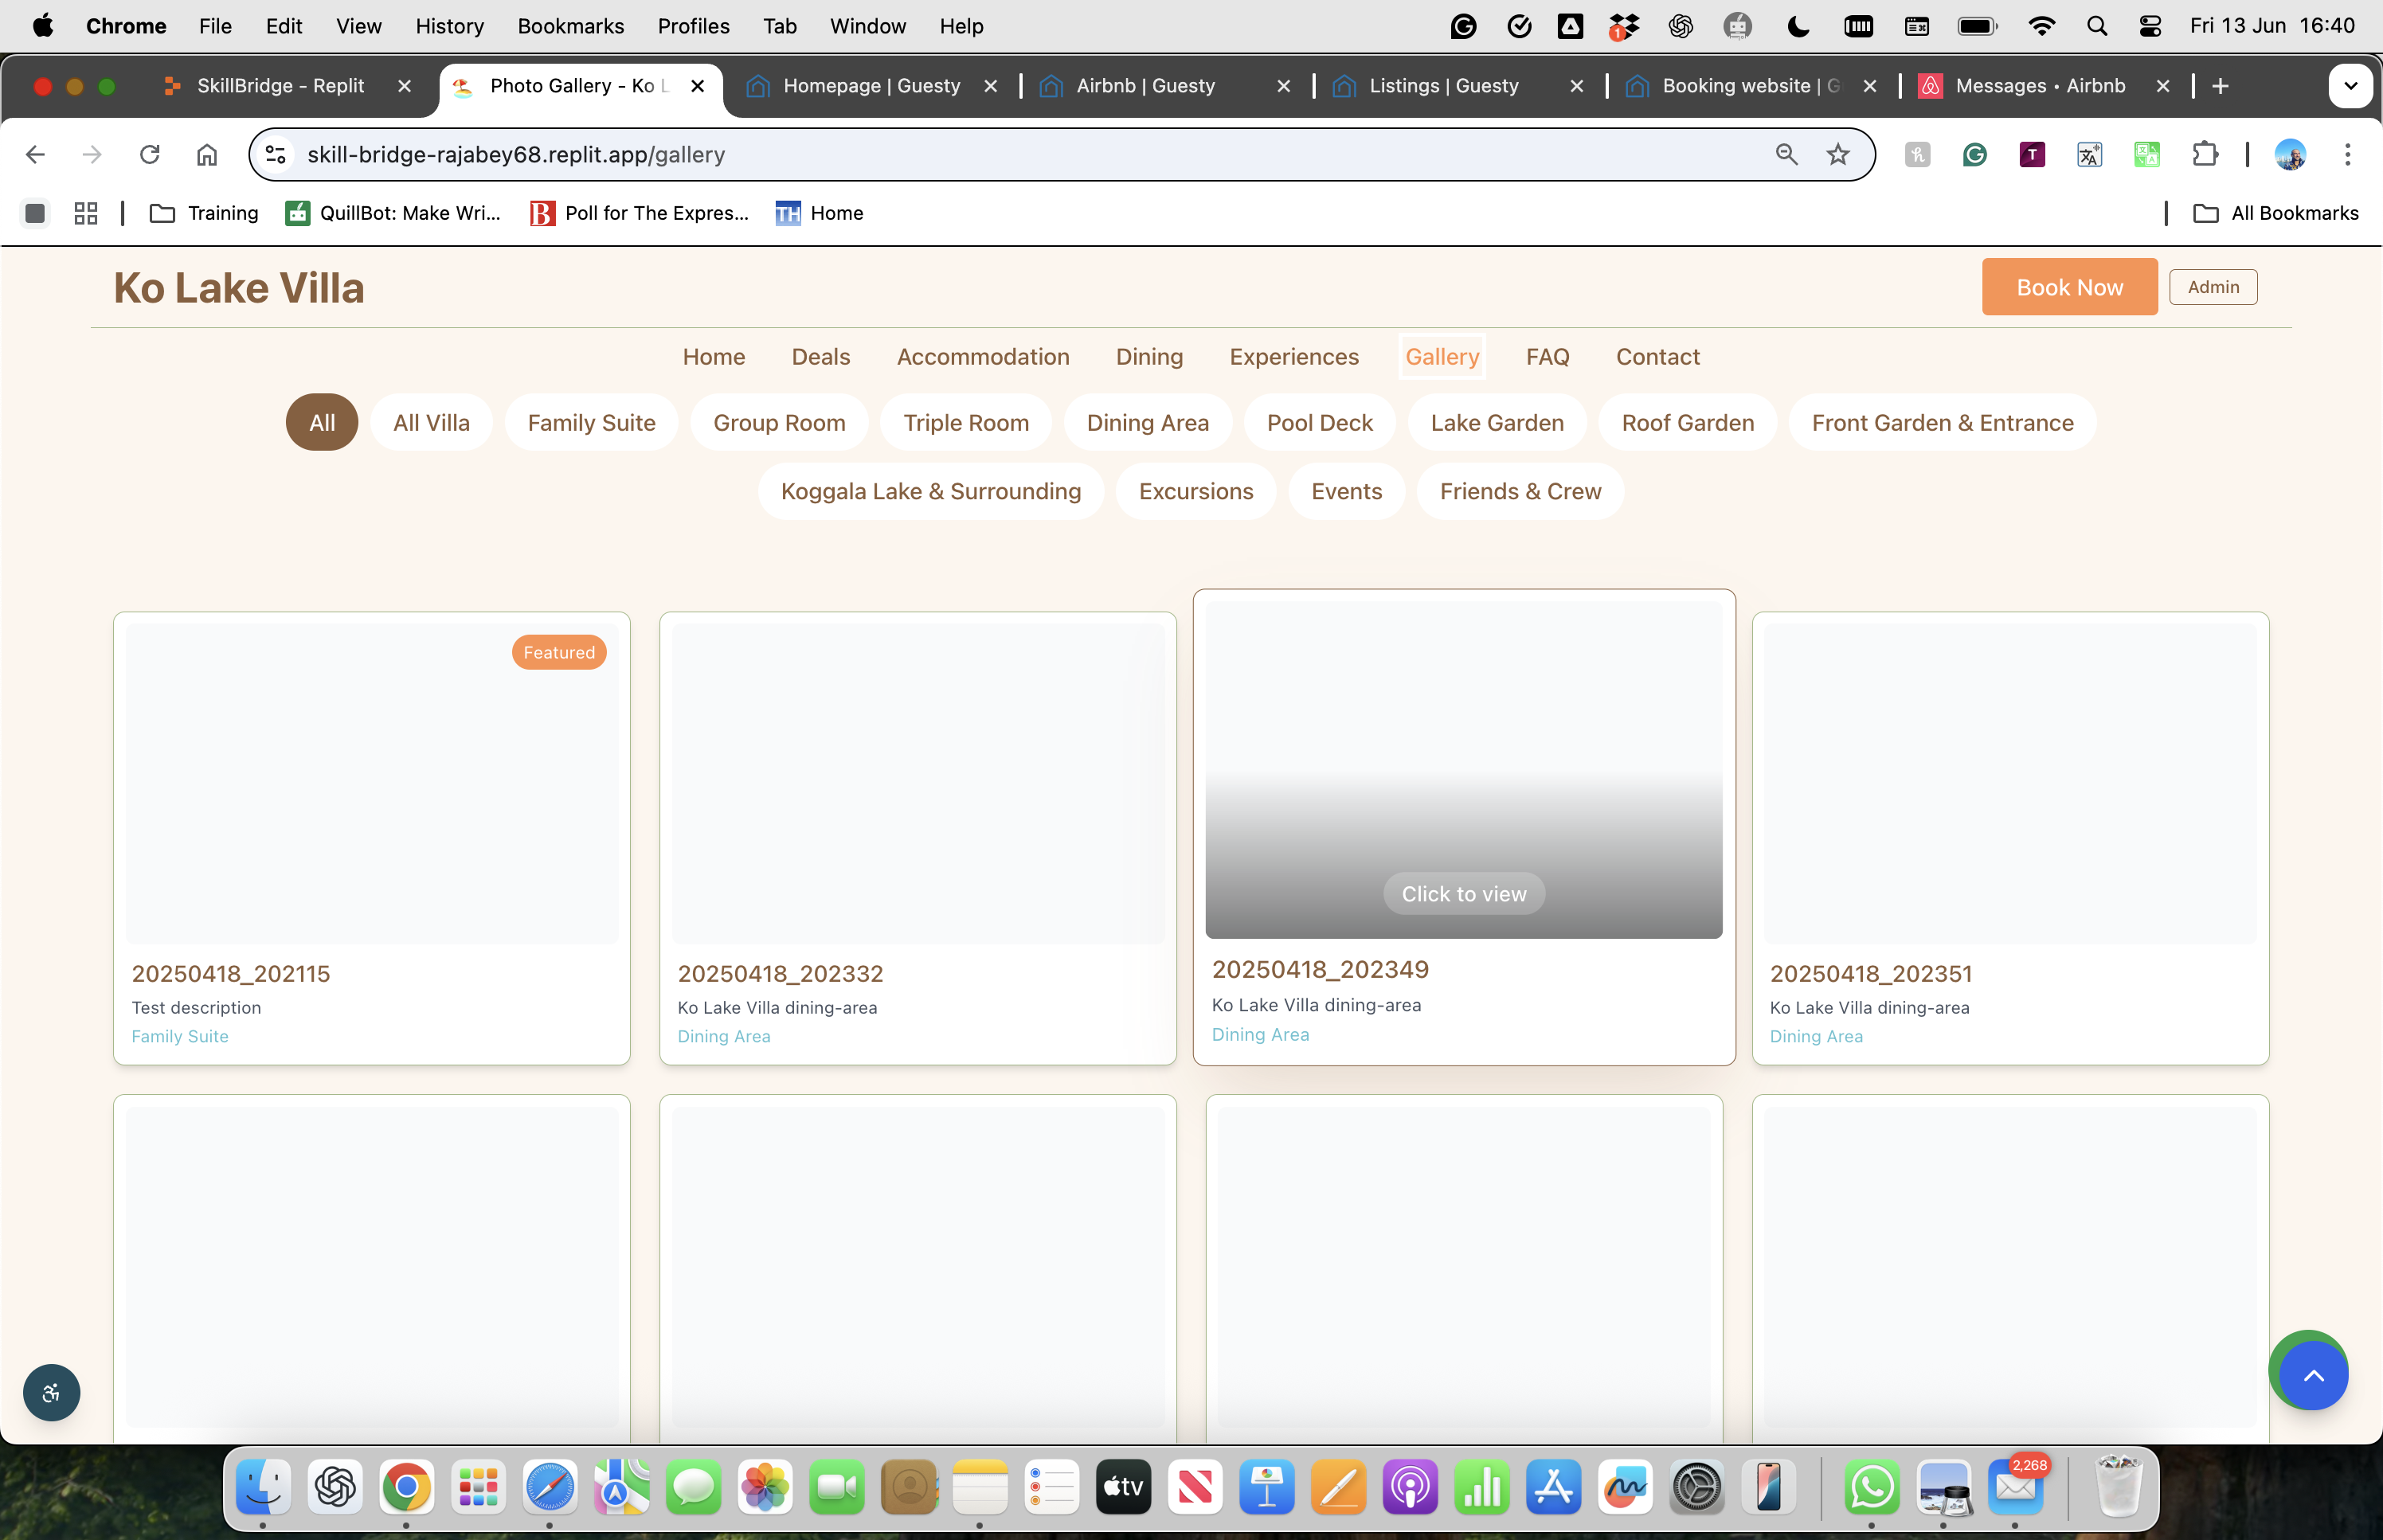 Chrome File Edit View History Bookmarks Profiles Tab Window Help Fri 13 Jun 16:40
SkillBridge - Replit Photo Gallery - Ko L Homepage | Guesty Airbnb | Guesty Listings | Guesty Booking website | G Messages • Airbnb
skill-bridge-rajabey68.replit.app/gallery
Training QuillBot: Make Wri... Poll for The Expres... Home All Bookmarks
Ko Lake Villa
Book Now
Admin
Home Deals Accommodation Dining Experiences Gallery FAQ Contact
All All Villa Family Suite Group Room Triple Room Dining Area Pool Deck Lake Garden Roof Garden Front Garden & Entrance
Koggala Lake & Surrounding Excursions Events Friends & Crew
Featured
Click to view
20250418_202115
Test description
Family Suite
20250418_202332
Ko Lake Villa dining-area
Dining Area
20250418_202349
Ko Lake Villa dining-area
Dining Area
20250418_202351
Ko Lake Villa dining-area
Dining Area
tv
2,268